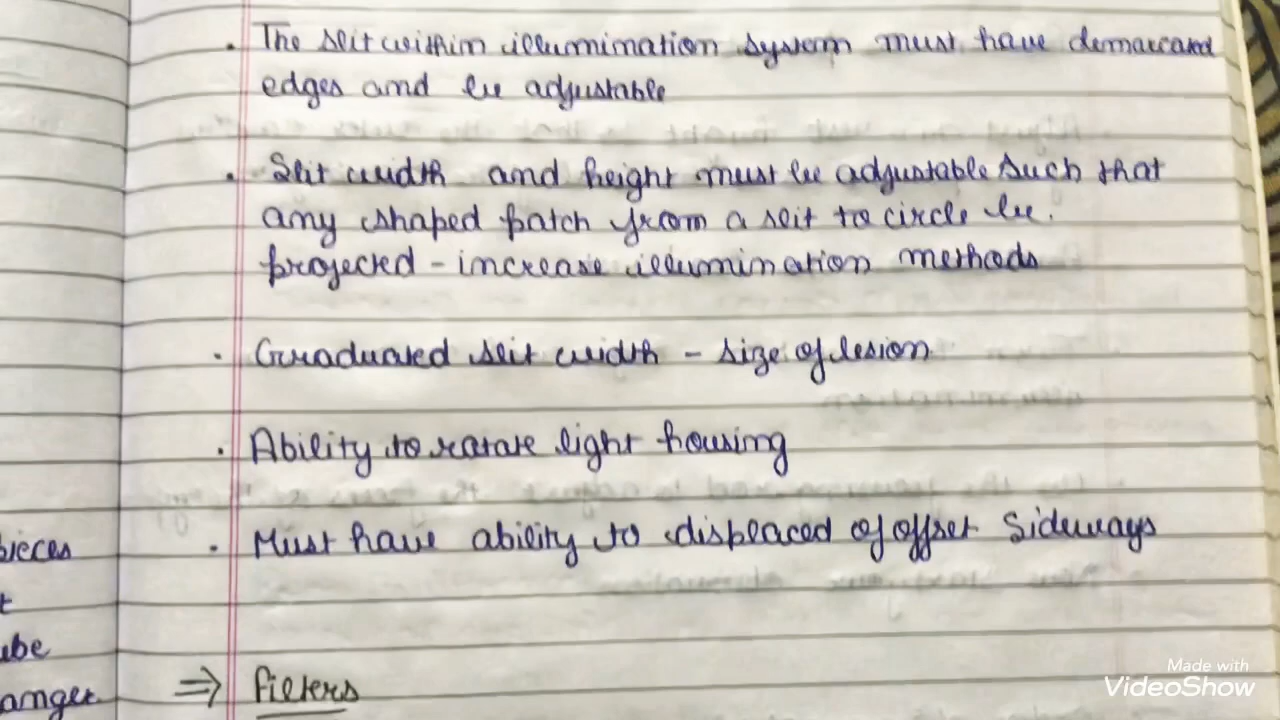 . The slit within illumination system must have demarcared
edges and be adjustable
. Slit width and height must be adjustable such that
any shaped patch from a slit to circle be.
projected - increase illumination methods
. Graduated slit width - size of lesion
. Ability to rotate light housing
. Must have ability to displaced of offset sideways
⇒ filters
pieces
t
ube
anger
Made with
VideoShow